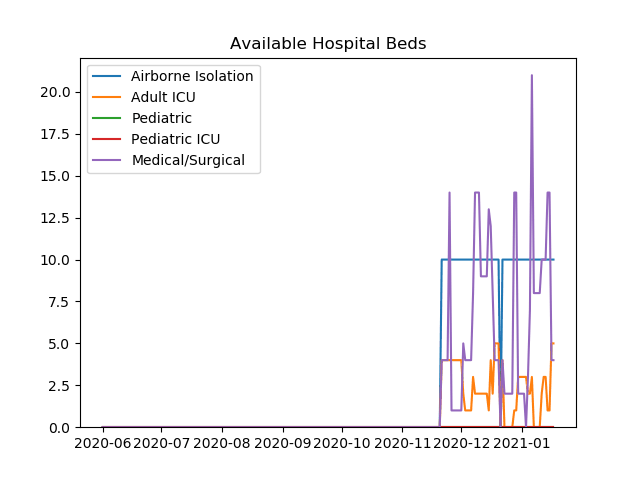 Available Hospital Beds
Airborne Isolation
Adult ICU
Pediatric
Pediatric ICU
Medical/Surgical
20.0
17.5
15.0
12.5
10.0
7.5
5.0
2.5
0.0
2020-06 2020-07 2020-08 2020-09 2020-10 2020-11 2020-12 2021-01